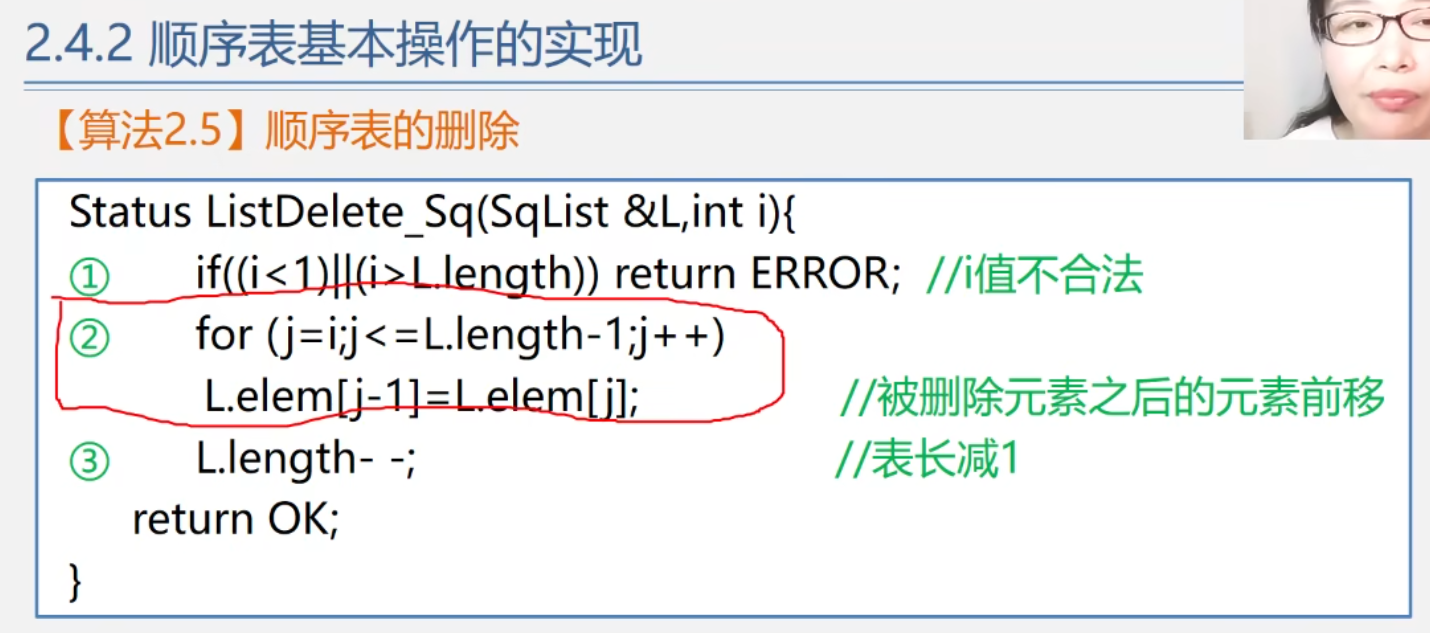 2.4.2 顺序表基本操作的实现
【算法2.5】顺序表的删除
Status ListDelete_Sq(SqList &L,int i){
① if((i<1)||(i>L.length)) return ERROR; //i值不合法
② for (j=i;j<=L.length-1;j++)
L.elem[j-1]=L.elem[j]; //被删除元素之后的元素前移
③ L.length- -; //表长减1
return OK;
}